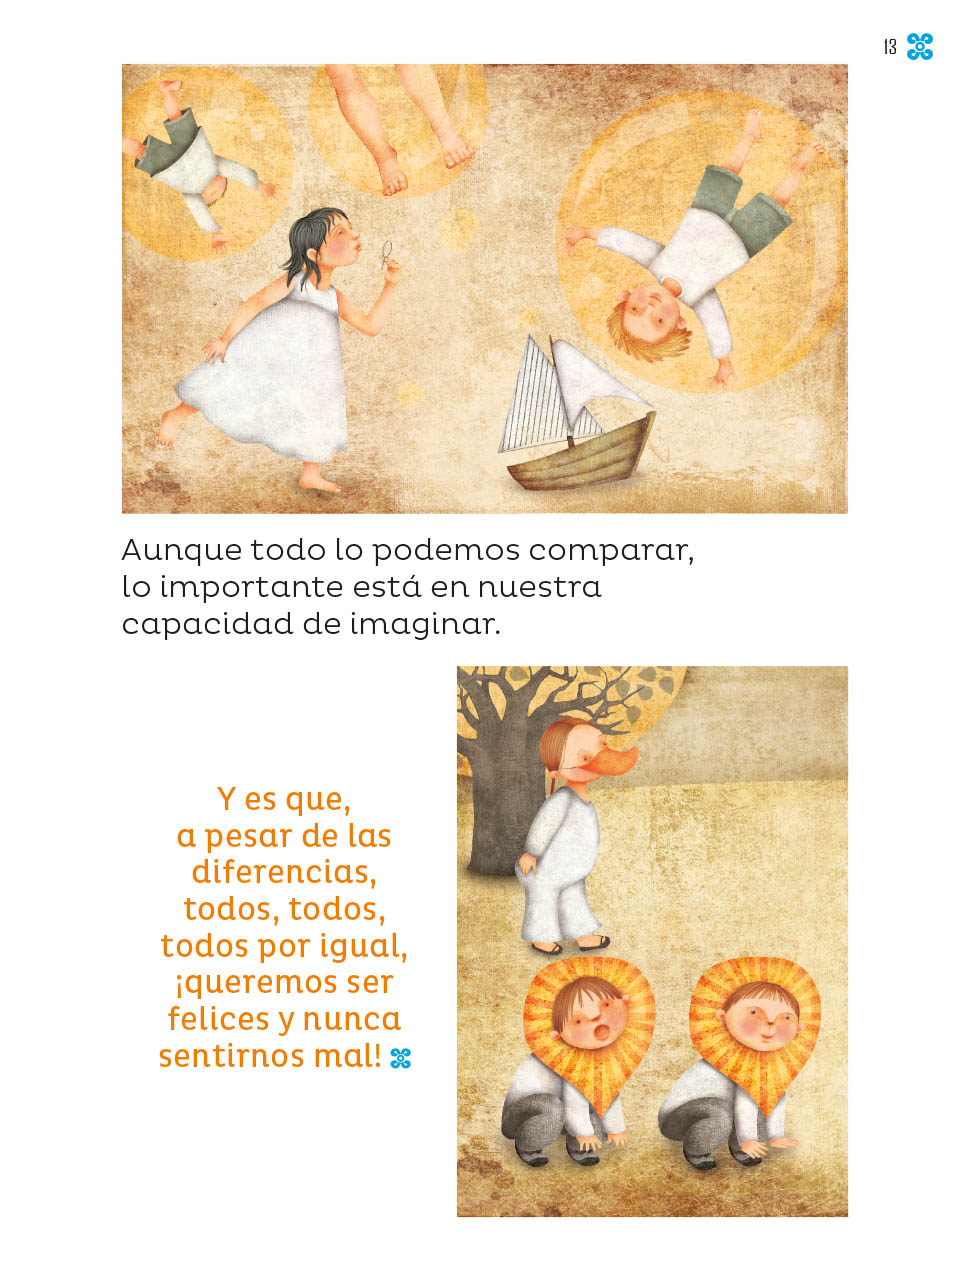 13
Aunque todo lo podemos comparar,
lo importante está en nuestra
capacidad de imaginar.
Y es que,
a pesar de las
diferencias,
todos, todos,
todos por igual,
¡queremos ser
felices y nunca
sentirnos mal!